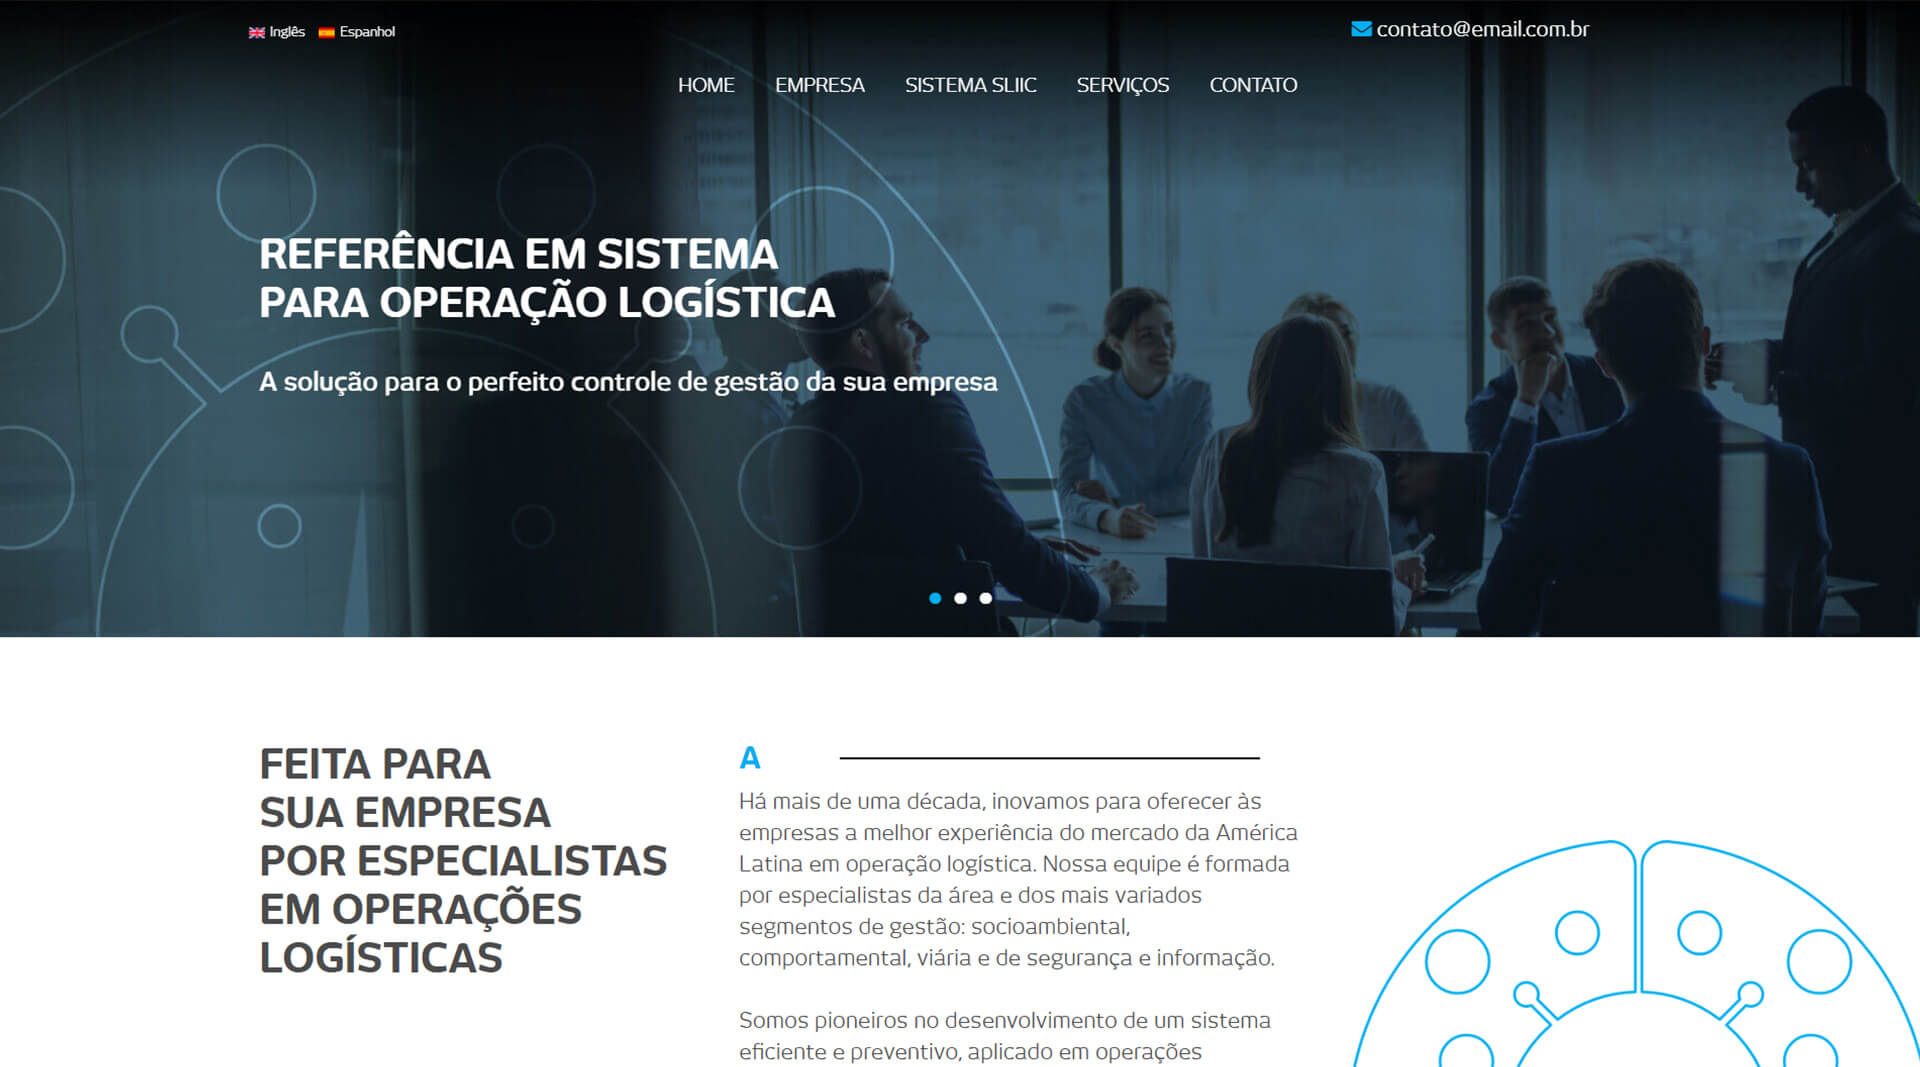 Inglês Espanhol
contato@email.com.br
HOME EMPRESA SISTEMA SLIIC SERVIÇOS CONTATO
REFERÊNCIA EM SISTEMA
PARA OPERAÇÃO LOGÍSTICA
A solução para o perfeito controle de gestão da sua empresa
FEITA PARA
SUA EMPRESA
POR ESPECIALISTAS
EM OPERAÇÕES
LOGÍSTICAS
A
Há mais de uma década, inovamos para oferecer às
empresas a melhor experiência do mercado da América
Latina em operação logística. Nossa equipe é formada
por especialistas da área e dos mais variados
segmentos de gestão: socioambiental,
comportamental, viária e de segurança e informação.
Somos pioneiros no desenvolvimento de um sistema
eficiente e preventivo, aplicado em operações